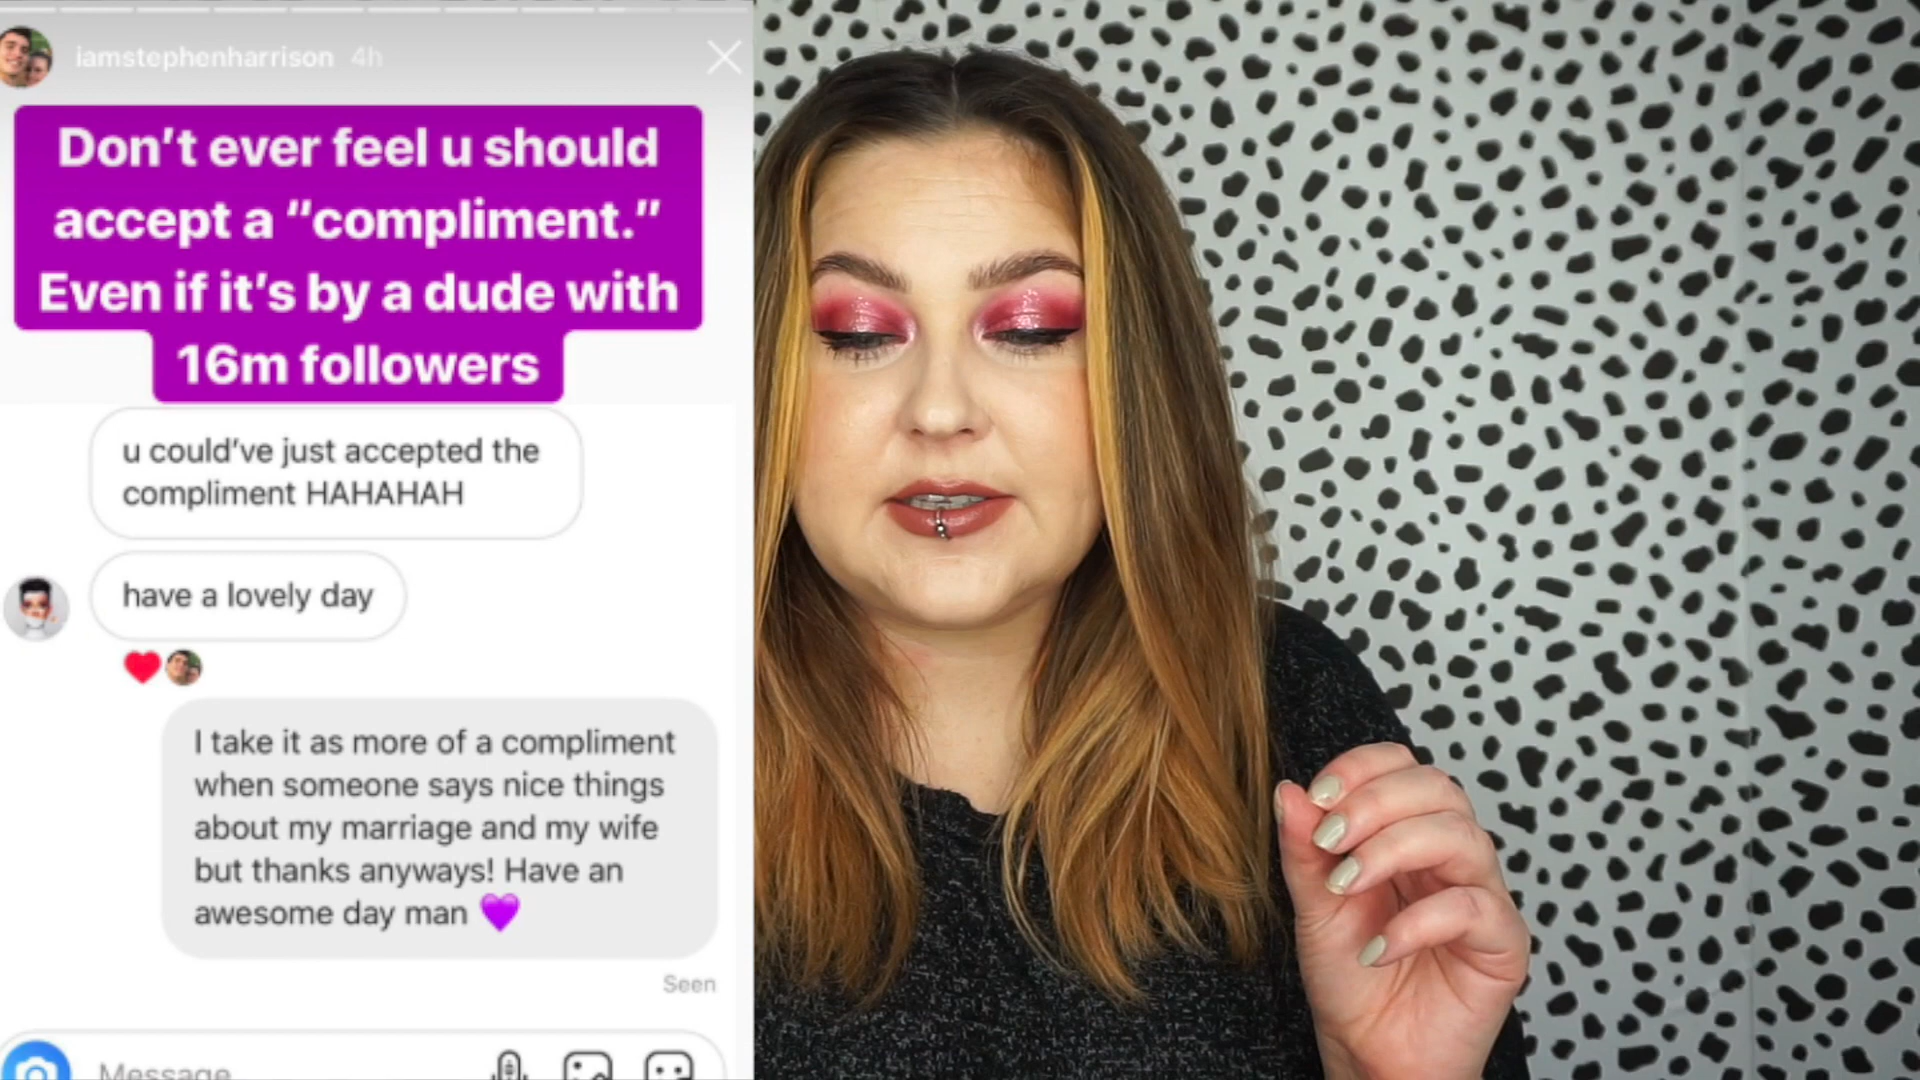 iamstephenharrison 4h
Don't ever feel u should
accept a "compliment."
Even if it's by a dude with
16m followers
u could've just accepted the
compliment HAHAHAH
have a lovely day
I take it as more of a compliment
when someone says nice things
about my marriage and my wife
but thanks anyways! Have an
awesome day man 💜
Seen
Message